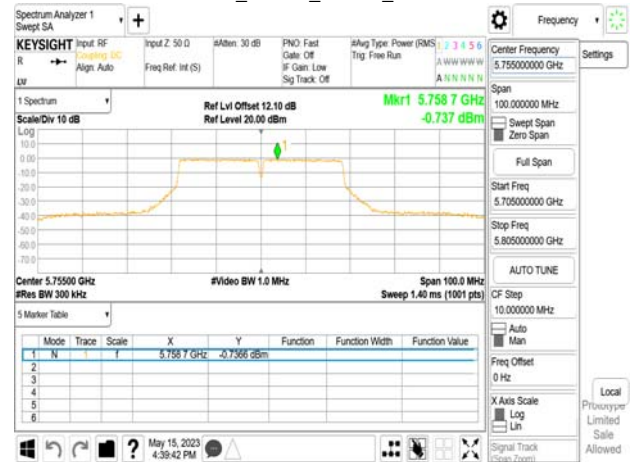 Spectrum Analyzer 1
Swept SA
Frequency
KEYSIGHT
R
LXI
Input: RF
Coupling: DC
Align: Auto
Input Z: 50 Ω
Freq Ref: Int (S)
#Atten: 30 dB
PNO: Fast
Gate: Off
IF Gain: Low
Sig Track: Off
#Avg Type: Power (RMS)
Trig: Free Run
1 2 3 4 5 6
A W W W W W
A N N N N N
Center Frequency
5.755000000 GHz
Settings
1 Spectrum
Scale/Div 10 dB
Ref Lvl Offset 12.10 dB
Ref Level 20.00 dBm
Mkr1 5.758 7 GHz
-0.737 dBm
Span
100.000000 MHz
Swept Span
Zero Span
Full Span
Start Freq
5.705000000 GHz
Stop Freq
5.805000000 GHz
AUTO TUNE
CF Step
10.000000 MHz
Auto
Man
Freq Offset
0 Hz
X Axis Scale
Log
Lin
Signal Track
(Span Zoom)
Local
Prototype
Limited
Sale
Allowed
Log
10.0
0.00
-10.0
-20.0
-30.0
-40.0
-50.0
-60.0
-70.0
1
Center 5.75500 GHz
#Res BW 300 kHz
#Video BW 1.0 MHz
Span 100.0 MHz
Sweep 1.40 ms (1001 pts)
5 Marker Table
Mode Trace Scale X Y Function Function Width Function Value
1 N 1 f 5.758 7 GHz -0.7366 dBm
2
3
4
5
6
?
May 15, 2023
4:39:42 PM